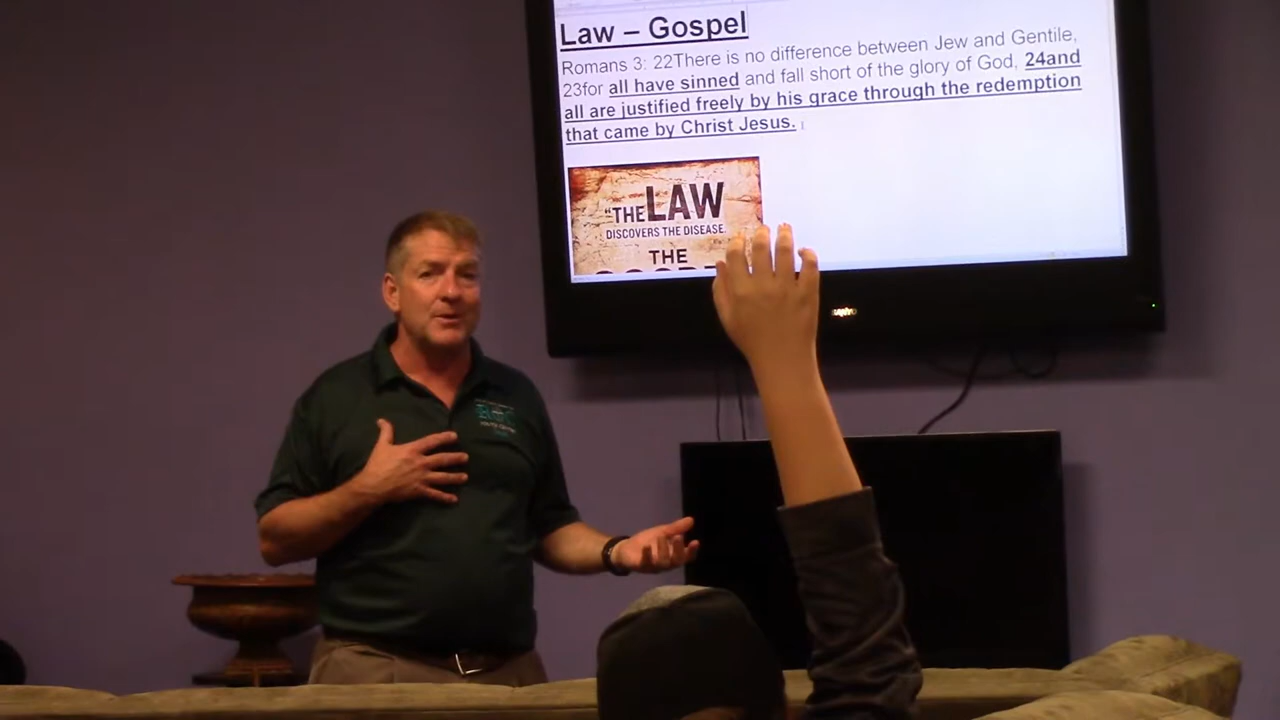 Law – Gospel
Romans 3: 22There is no difference between Jew and Gentile,
23for all have sinned and fall short of the glory of God, 24and
all are justified freely by his grace through the redemption
that came by Christ Jesus.
"THE LAW
DISCOVERS THE DISEASE.
THE